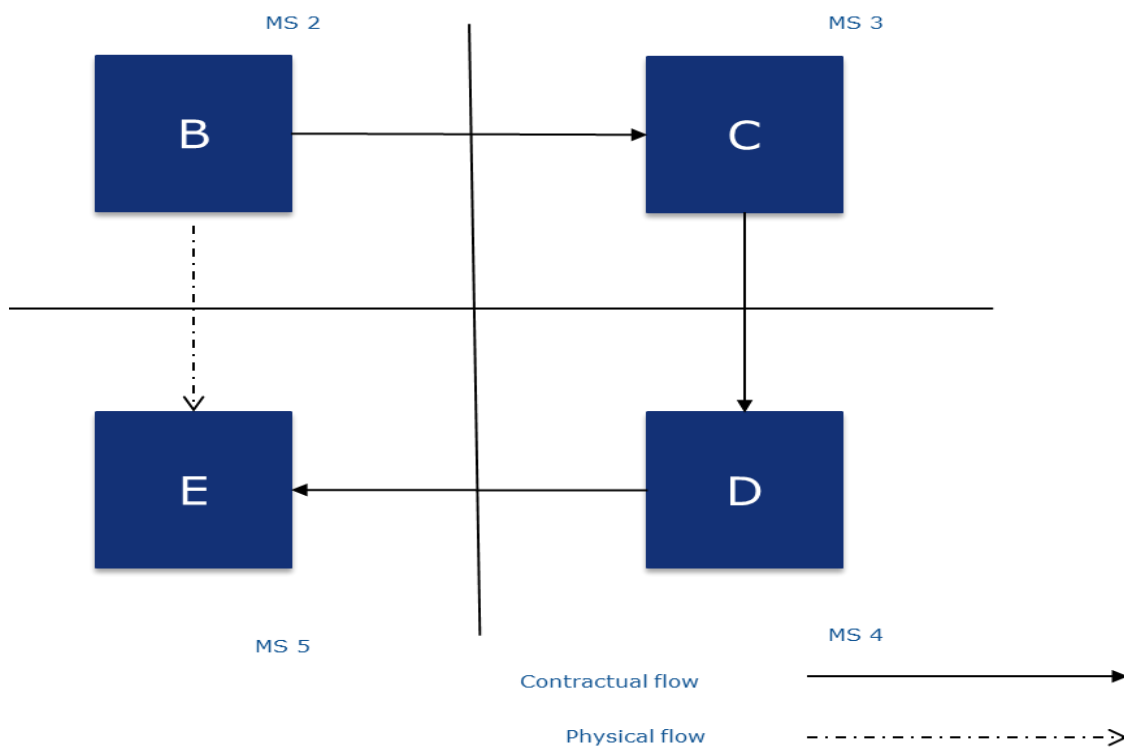 MS 2
MS 3
B
C
E
D
MS 5
MS 4
Contractual flow
Physical flow